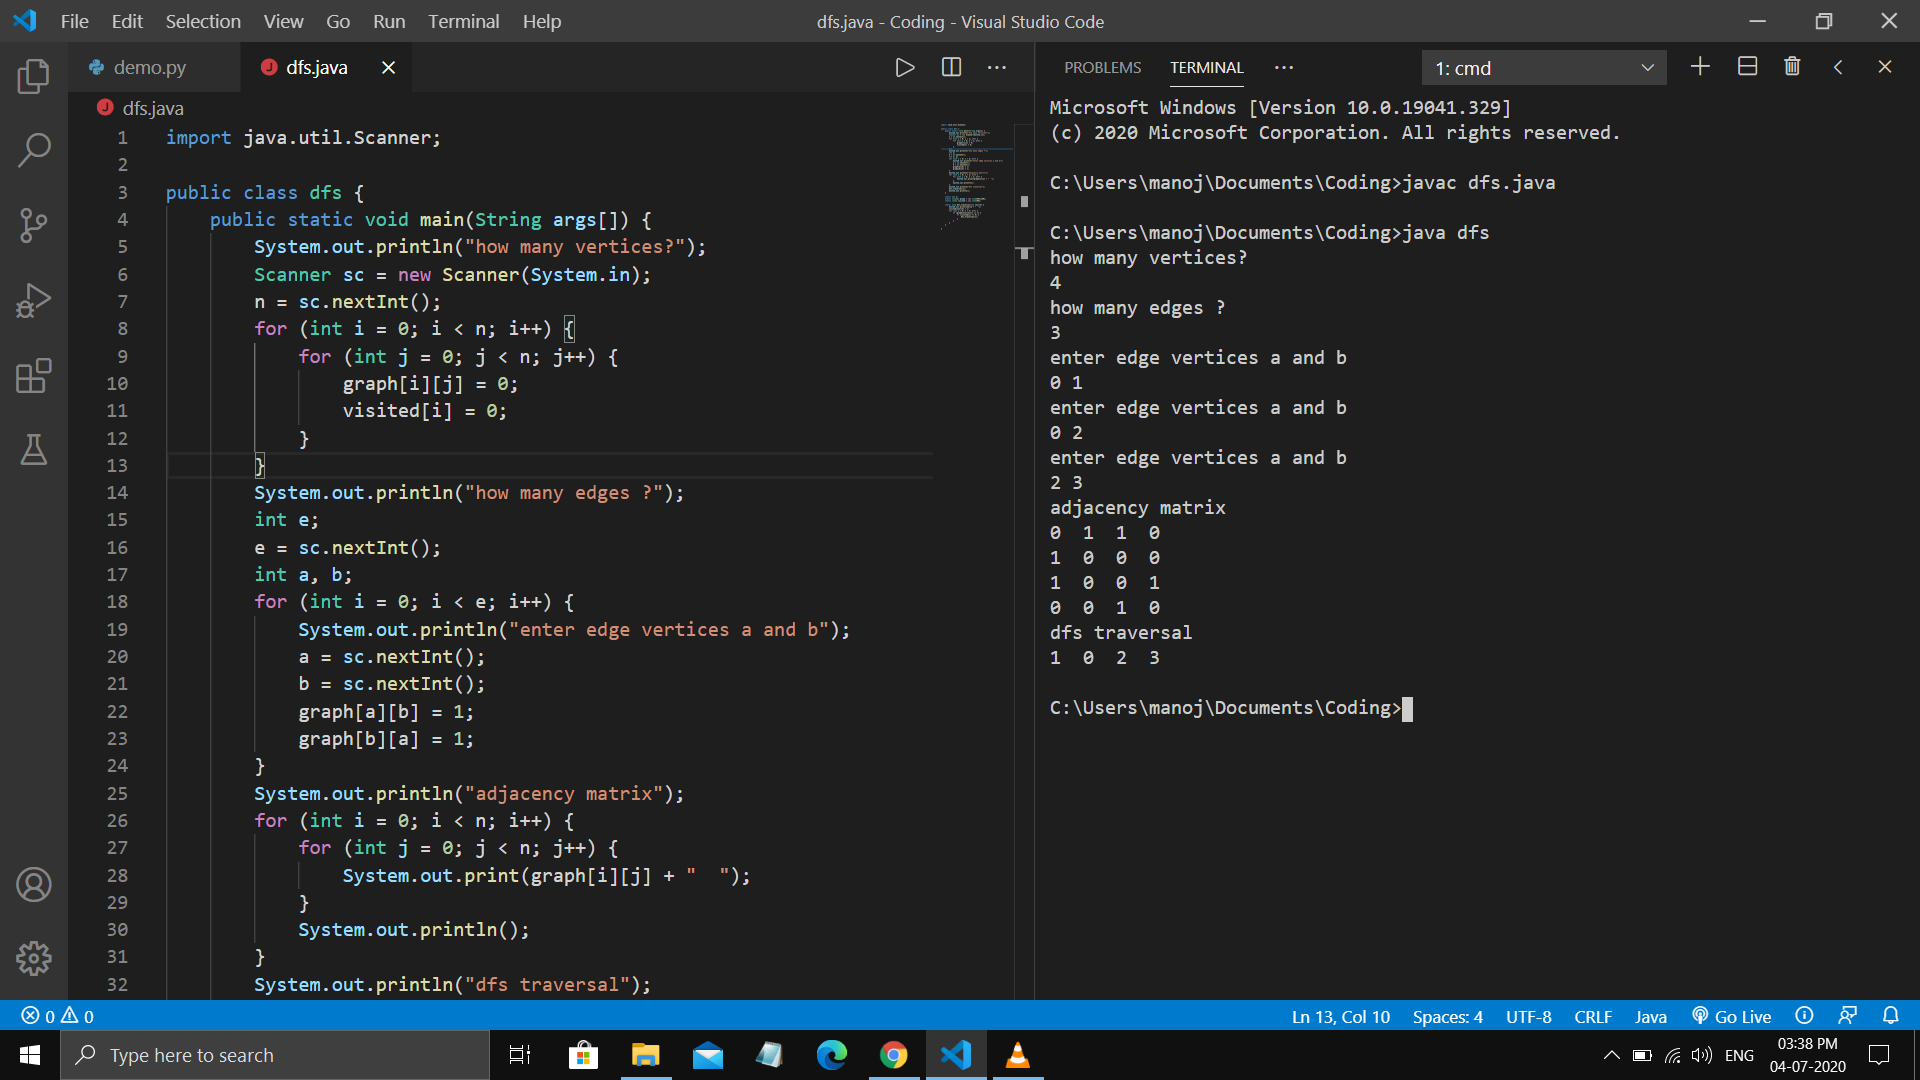 File Edit Selection View Go Run Terminal Help
dfs.java - Coding - Visual Studio Code
demo.py
dfs.java
dfs.java
1 import java.util.Scanner;
2
3 public class dfs {
4     public static void main(String args[]) {
5         System.out.println("how many vertices?");
6         Scanner sc = new Scanner(System.in);
7         n = sc.nextInt();
8         for (int i = 0; i < n; i++) {
9             for (int j = 0; j < n; j++) {
10                 graph[i][j] = 0;
11                 visited[i] = 0;
12             }
13         }
14         System.out.println("how many edges ?");
15         int e;
16         e = sc.nextInt();
17         int a, b;
18         for (int i = 0; i < e; i++) {
19             System.out.println("enter edge vertices a and b");
20             a = sc.nextInt();
21             b = sc.nextInt();
22             graph[a][b] = 1;
23             graph[b][a] = 1;
24         }
25         System.out.println("adjacency matrix");
26         for (int i = 0; i < n; i++) {
27             for (int j = 0; j < n; j++) {
28                 System.out.print(graph[i][j] + "  ");
29             }
30             System.out.println();
31         }
32         System.out.println("dfs traversal");
PROBLEMS TERMINAL ··· 1: cmd
Microsoft Windows [Version 10.0.19041.329]
(c) 2020 Microsoft Corporation. All rights reserved.
C:\Users\manoj\Documents\Coding>javac dfs.java
C:\Users\manoj\Documents\Coding>java dfs
how many vertices?
4
how many edges ?
3
enter edge vertices a and b
0 1
enter edge vertices a and b
0 2
enter edge vertices a and b
2 3
adjacency matrix
0  1  1  0
1  0  0  0
1  0  0  1
0  0  1  0
dfs traversal
1  0  2  3
C:\Users\manoj\Documents\Coding>
0 0 Ln 13, Col 10 Spaces: 4 UTF-8 CRLF Java Go Live
Type here to search
ENG
03:38 PM
04-07-2020